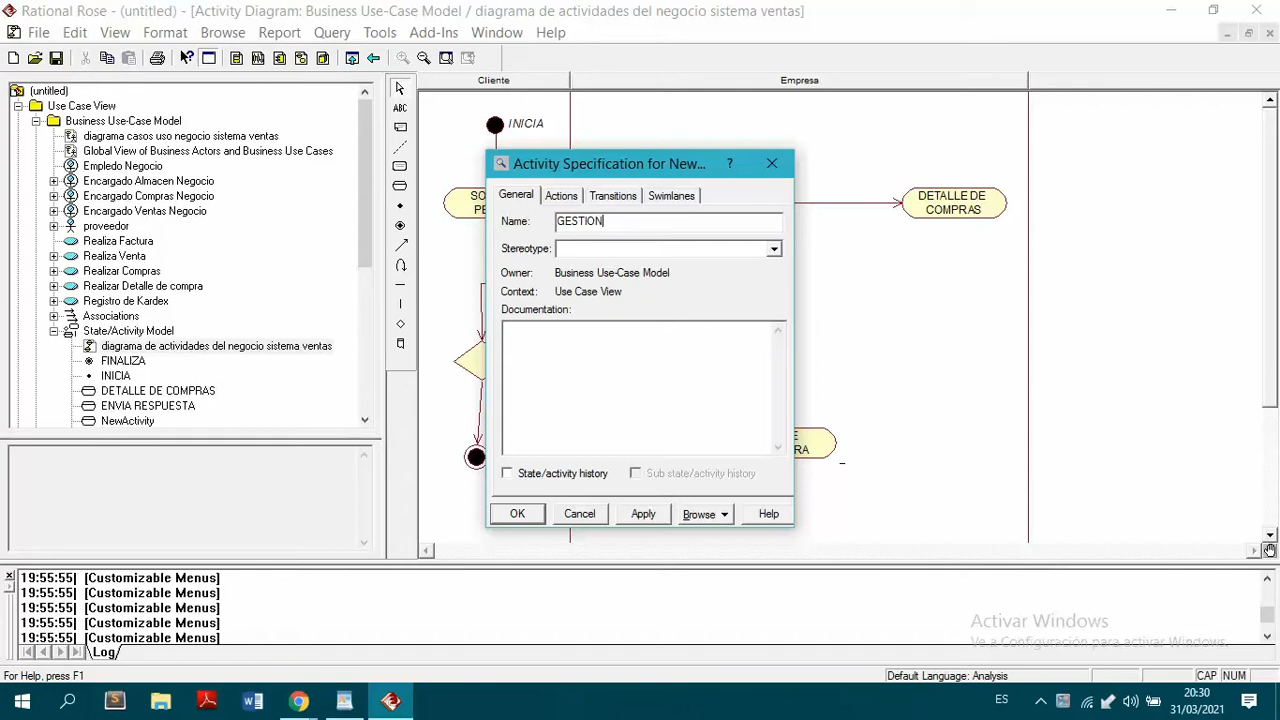 Rational Rose - (untitled) - [Activity Diagram: Business Use-Case Model / diagrama de actividades del negocio sistema ventas]
File Edit View Format Browse Report Query Tools Add-Ins Window Help
(untitled)
Use Case View
Business Use-Case Model
diagrama casos uso negocio sistema ventas
Global View of Business Actors and Business Use Cases
Empledo Negocio
Encargado Almacen Negocio
Encargado Compras Negocio
Encargado Ventas Negocio
proveedor
Realiza Factura
Realiza Venta
Realizar Compras
Realizar Detalle de compra
Registro de Kardex
Associations
State/Activity Model
diagrama de actividades del negocio sistema ventas
FINALIZA
INICIA
DETALLE DE COMPRAS
ENVIA RESPUESTA
NewActivity
ABC
Cliente Empresa
INICIA
SO
PE
DETALLE DE
COMPRAS
E
RA
Activity Specification for New... ?
General Actions Transitions Swimlanes
Name: GESTION
Stereotype:
Owner: Business Use-Case Model
Context: Use Case View
Documentation:
State/activity history Sub state/activity history
OK Cancel Apply Browse Help
19:55:55| [Customizable Menus]
19:55:55| [Customizable Menus]
19:55:55| [Customizable Menus]
19:55:55| [Customizable Menus]
19:55:55| [Customizable Menus]
Log
Activar Windows
Ve a Configuración para activar Windows.
For Help, press F1 Default Language: Analysis CAP NUM
ES 20:30
31/03/2021